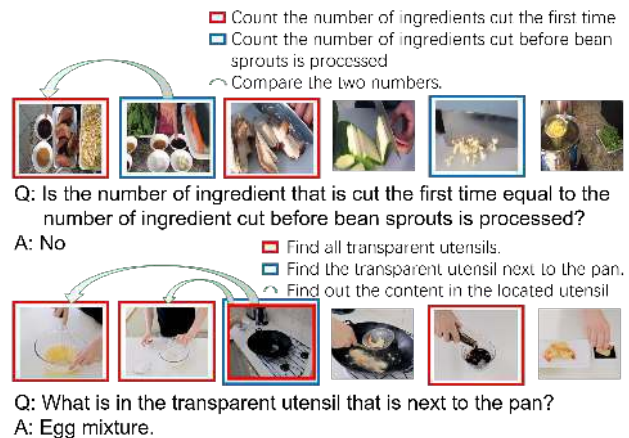 Count the number of ingredients cut the first time
Count the number of ingredients cut before bean
sprouts is processed
Compare the two numbers.
Q: Is the number of ingredient that is cut the first time equal to the
number of ingredient cut before bean sprouts is processed?
A: No
Find all transparent utensils.
Find the transparent utensil next to the pan.
Find out the content in the located utensil
Q: What is in the transparent utensil that is next to the pan?
A: Egg mixture.